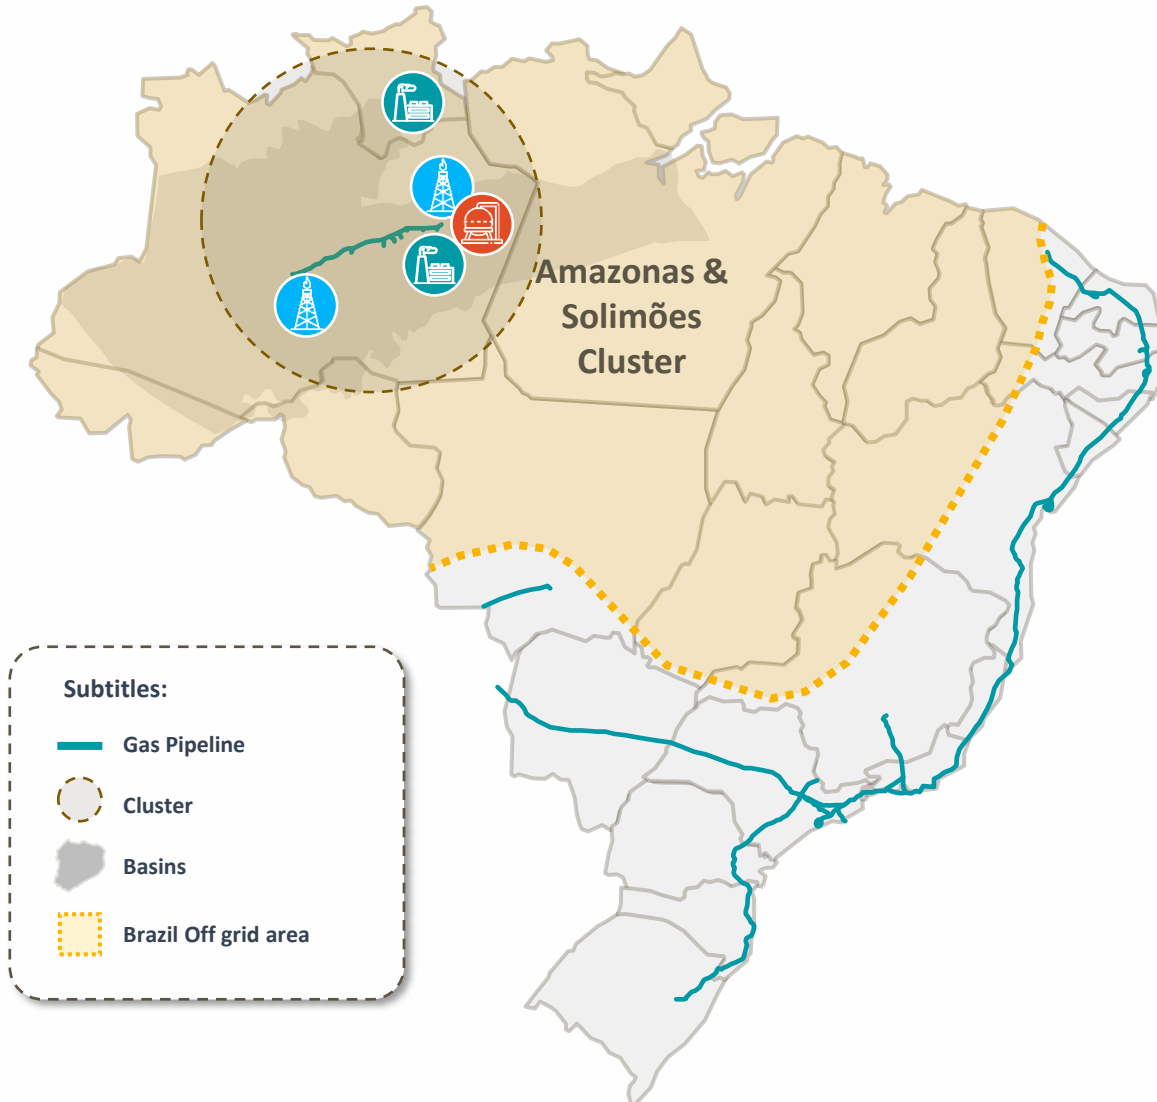 Amazonas &
Solimões
Cluster
Subtitles:
Gas Pipeline
Cluster
Basins
Brazil Off grid area